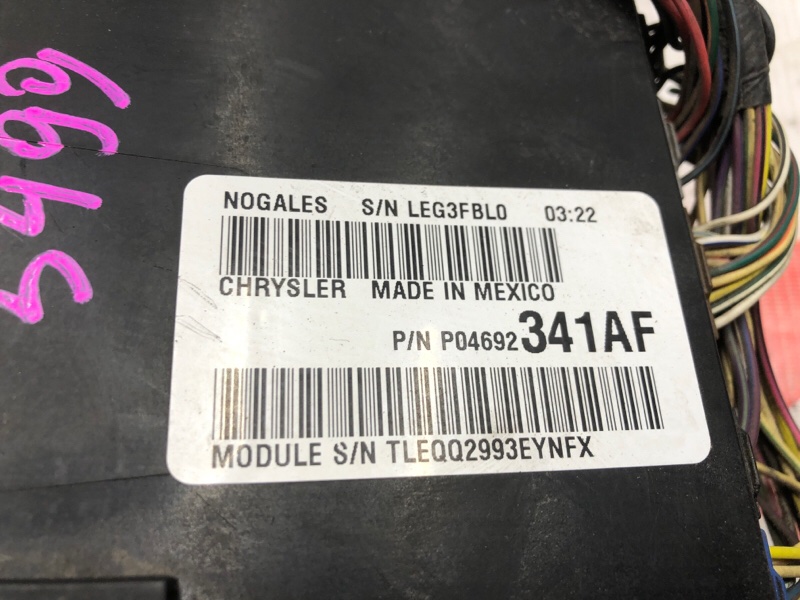 5499
NOGALES S/N LEG3FBL0 03:22
CHRYSLER MADE IN MEXICO
P/N P04692341AF
MODULE S/N TLEQQ2993EYNFX